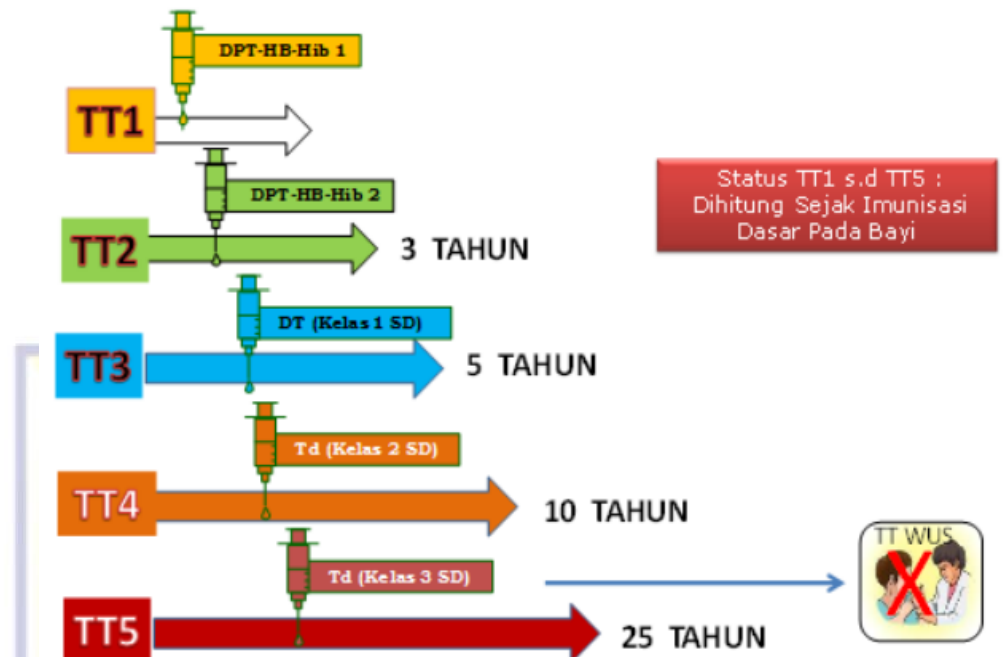 DPT-HB-Hib 1
TT1
DPT-HB-Hib 2
TT2
3 TAHUN
Status TT1 s.d TT5 :
Dihitung Sejak Imunisasi
Dasar Pada Bayi
DT (Kelas 1 SD)
TT3
5 TAHUN
Td (Kelas 2 SD)
TT4
10 TAHUN
TT WUS
X
Td (Kelas 3 SD)
TT5
25 TAHUN